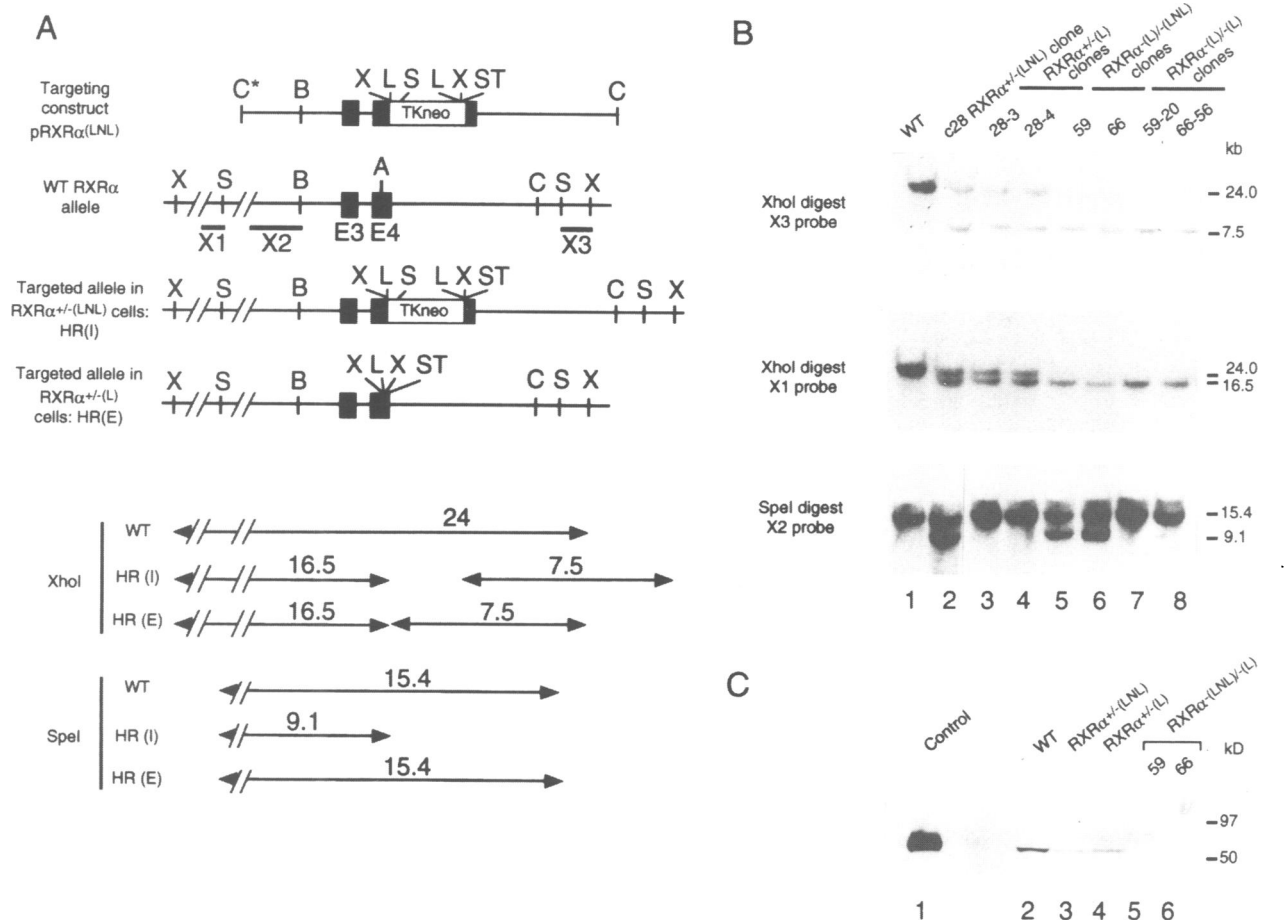 A
X L S L X ST
C* B C
Targeting
construct
pRXRα(LNL)
TKneo
A
X S B C S X
WT RXRα
allele
X1 X2 E3 E4 X3
X L S L X ST
X S B C S X
Targeted allele in
RXRα+/-(LNL) cells:
HR(I)
TKneo
X L X ST
X S B C S X
Targeted allele in
RXRα+/-(L)
cells: HR(E)
XhoI
WT 24
HR (I) 16.5 7.5
HR (E) 16.5 7.5
SpeI
WT 15.4
HR (I) 9.1
HR (E) 15.4
B
WT
c28 RXRα+/-(LNL) clone
RXRα+/-(L)
clones
RXRα-(L)/-(LNL)
clones
RXRα-(L)/-(L)
clones
28-3 28-4 59 66 59-20 66-56
kb
XhoI digest
X3 probe
24.0
7.5
XhoI digest
X1 probe
24.0
16.5
SpeI digest
X2 probe
15.4
9.1
1 2 3 4 5 6 7 8
C
Control
WT
RXRα+/-(LNL)
RXRα+/-(L)
RXRα-(LNL)/-(L)
59 66
kD
97
50
1 2 3 4 5 6